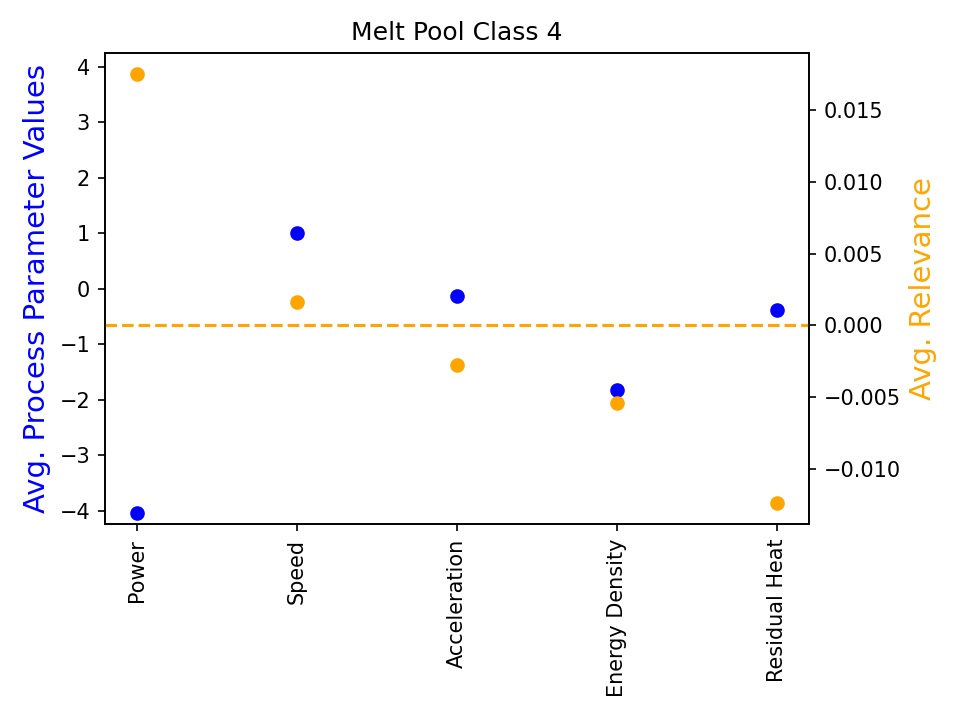 Melt Pool Class 4
Avg. Process Parameter Values
4
3
2
1
0
−1
−2
−3
−4
0.015
0.010
0.005
0.000
−0.005
−0.010
Avg. Relevance
Power
Speed
Acceleration
Energy Density
Residual Heat